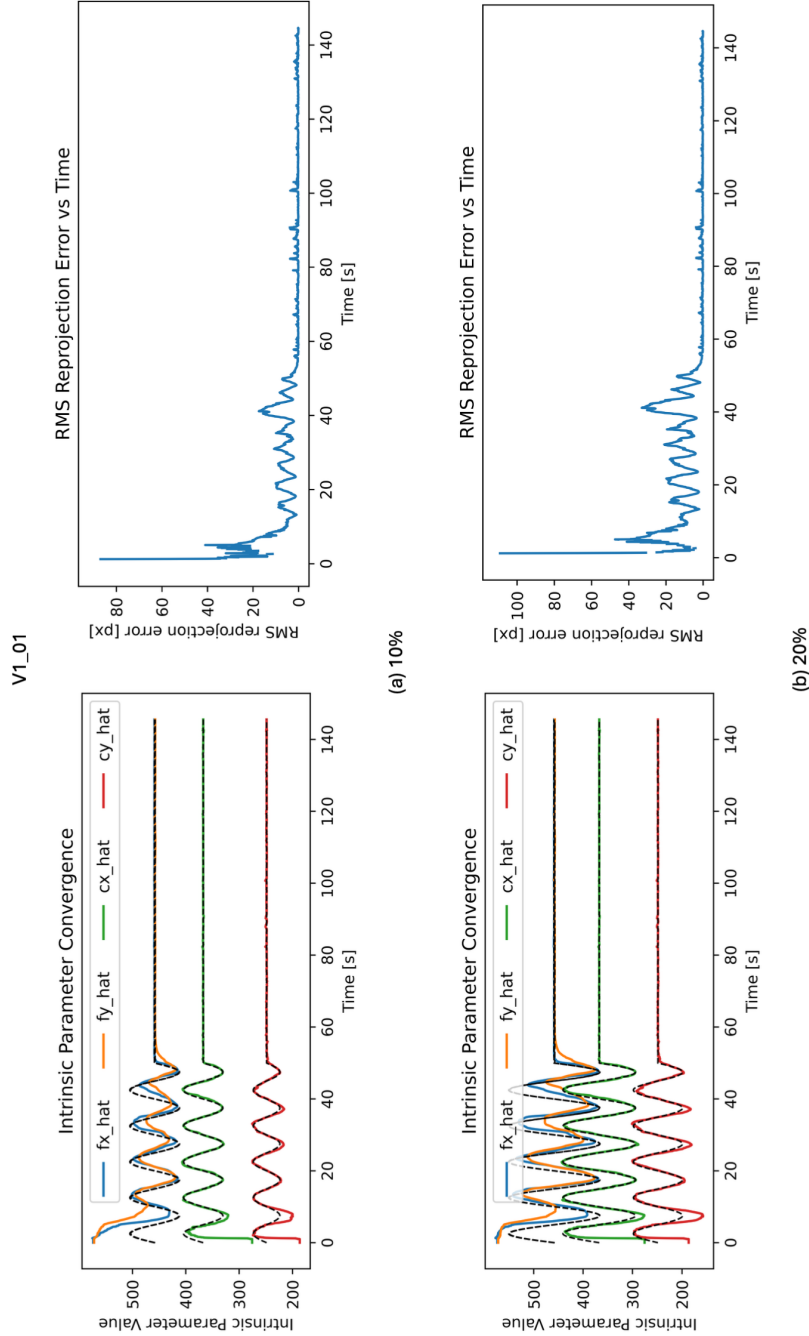 V1_01
Intrinsic Parameter Convergence
fx_hat fy_hat cx_hat cy_hat
Intrinsic Parameter Value
500
400
300
200
0 20 40 60 80 100 120 140
Time [s]
RMS Reprojection Error vs Time
RMS reprojection error [px]
80
60
40
20
0
0 20 40 60 80 100 120 140
Time [s]
(a) 10%
Intrinsic Parameter Convergence
fx_hat fy_hat cx_hat cy_hat
Intrinsic Parameter Value
500
400
300
200
0 20 40 60 80 100 120 140
Time [s]
RMS Reprojection Error vs Time
RMS reprojection error [px]
100
80
60
40
20
0
0 20 40 60 80 100 120 140
Time [s]
(b) 20%